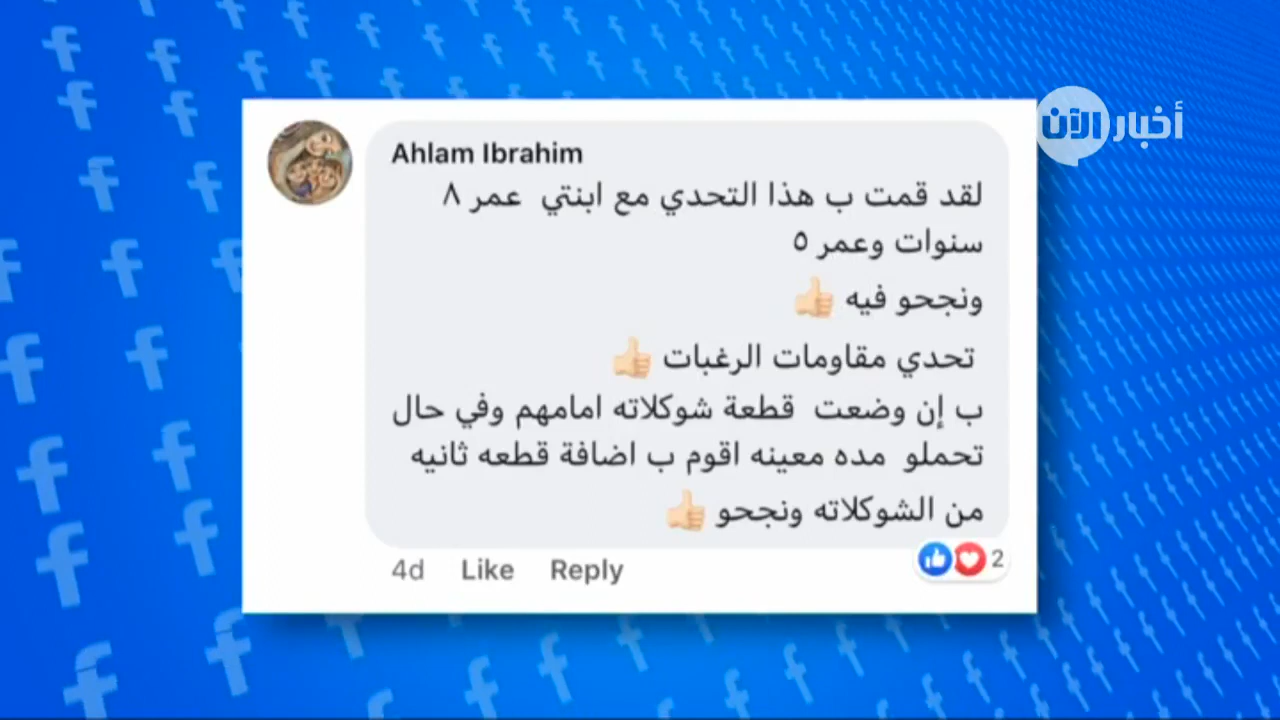 أخبار الآن
Ahlam Ibrahim
لقد قمت ب هذا التحدي مع ابنتي عمر ٨
سنوات وعمر ٥
ونجحو فيه 👍🏻
تحدي مقاومات الرغبات 👍🏻
ب إن وضعت قطعة شوكلاته امامهم وفي حال
تحملو مده معينه اقوم ب اضافة قطعه ثانيه
من الشوكلاته ونجحو 👍🏻
4d Like Reply 2